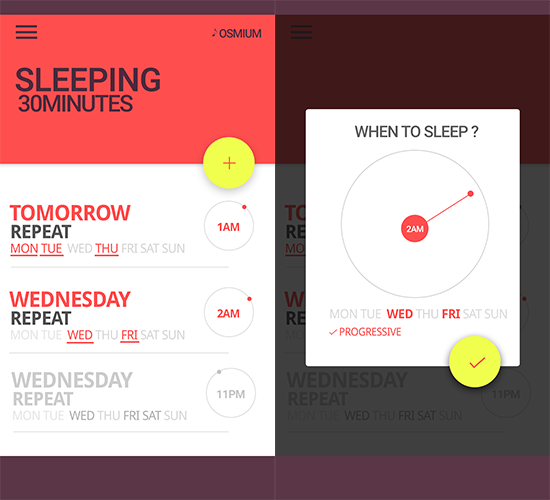 ♪ OSMIUM
SLEEPING
30MINUTES
+
TOMORROW
REPEAT
MON TUE WED THU FRI SAT SUN
1AM
WEDNESDAY
REPEAT
MON TUE WED THU FRI SAT SUN
2AM
WEDNESDAY
REPEAT
MON TUE WED THU FRI SAT SUN
11PM
WHEN TO SLEEP ?
2AM
MON TUE WED THU FRI SAT SUN
PROGRESSIVE